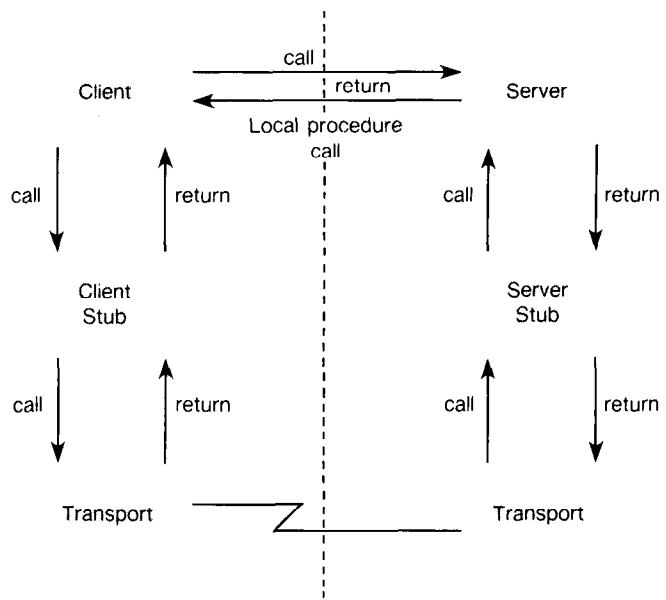 call
Client
return
Server
Local procedure
call
call
return
call
return
Client
Stub
Server
Stub
call
return
call
return
Transport
Transport